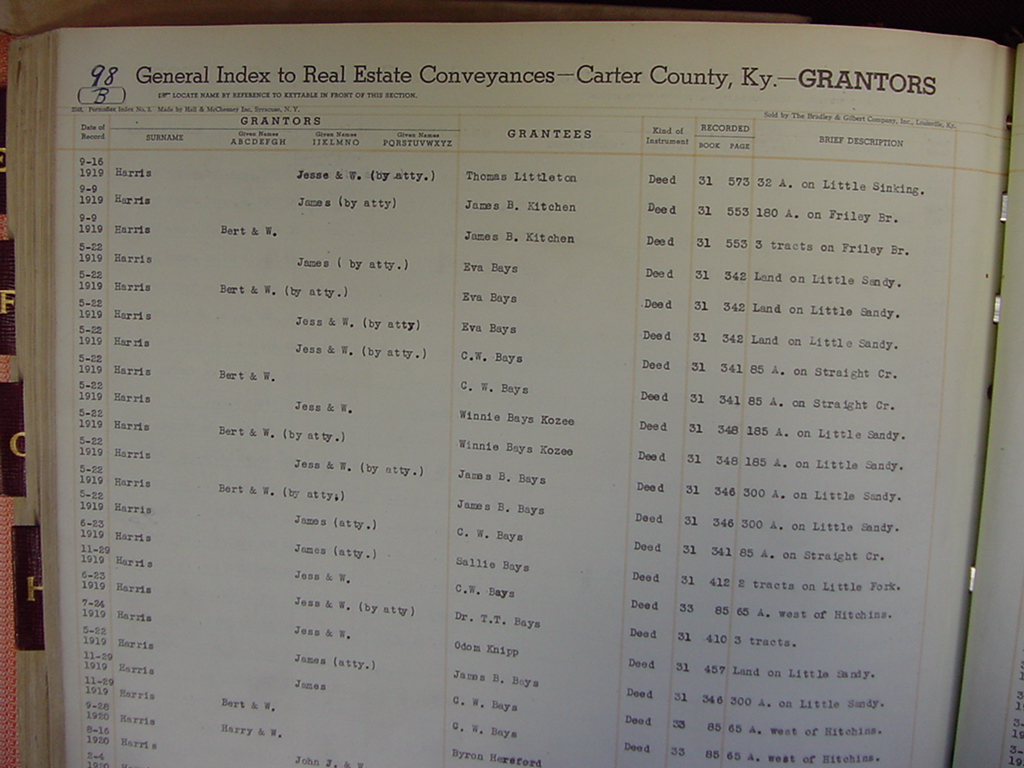 98
B
General Index to Real Estate Conveyances—Carter County, Ky.—GRANTORS
LOCATE NAME BY REFERENCE TO KEYTABLE IN FRONT OF THIS SECTION.
Formaflex Index No. 3. Made by Hall & McChesney Inc, Syracuse, N. Y. Sold by The Bradley & Gilbert Company, Inc., Louisville, Ky.
Date of Record GRANTORS SURNAME Given Names ABCDEFGH Given Names IJKLMNO Given Names PQRSTUVWXYZ GRANTEES Kind of Instrument RECORDED BOOK PAGE BRIEF DESCRIPTION
9-16
1919 Harris Jesse & W. (by atty.) Thomas Littleton Deed 31 573 32 A. on Little Sinking.
9-9
1919 Harris James (by atty) James B. Kitchen Deed 31 553 180 A. on Friley Br.
9-9
1919 Harris Bert & W. James B. Kitchen Deed 31 553 3 tracts on Friley Br.
5-22
1919 Harris James ( by atty.) Eva Bays Deed 31 342 Land on Little Sandy.
5-22
1919 Harris Bert & W. (by atty.) Eva Bays Deed 31 342 Land on Little Sandy.
5-22
1919 Harris Jess & W. (by atty) Eva Bays Deed 31 342 Land on Little Sandy.
5-22
1919 Harris Jess & W. (by atty.) C.W. Bays Deed 31 341 85 A. on Straight Cr.
5-22
1919 Harris Bert & W. C. W. Bays Deed 31 341 85 A. on Straight Cr.
5-22
1919 Harris Jess & W. Winnie Bays Kozee Deed 31 348 185 A. on Little Sandy.
5-22
1919 Harris Bert & W. (by atty.) Winnie Bays Kozee Deed 31 348 185 A. on Little Sandy.
5-22
1919 Harris Jess & W. (by atty.) James B. Bays Deed 31 346 300 A. on Little Sandy.
5-22
1919 Harris Bert & W. (by atty.) James B. Bays Deed 31 346 300 A. on Little Sandy.
5-22
1919 Harris James (atty.) C. W. Bays Deed 31 341 85 A. on Straight Cr.
6-23
1919 Harris James (atty.) Sallie Bays Deed 31 412 2 tracts on Little Fork.
11-29
1919 Harris Jess & W. C.W. Bays Deed 33 85 65 A. west of Hitchins.
6-23
1919 Harris Jess & W. (by atty) Dr. T.T. Bays Deed 31 410 3 tracts.
7-24
1919 Harris Jess & W. Odom Knipp Deed 31 457 Land on Little Sandy.
5-22
1919 Harris James (atty.) James B. Bays Deed 31 346 300 A. on Little Sandy.
11-29
1919 Harris James C. W. Bays Deed 33 85 65 A. west of Hitchins.
11-29
1919 Harris Bert & W. C. W. Bays Deed 33 85 65 A. west of Hitchins.
9-28
1920 Harris Harry & W. Byron Hereford
8-16
1920 Harris John J. & W
2-4
1920